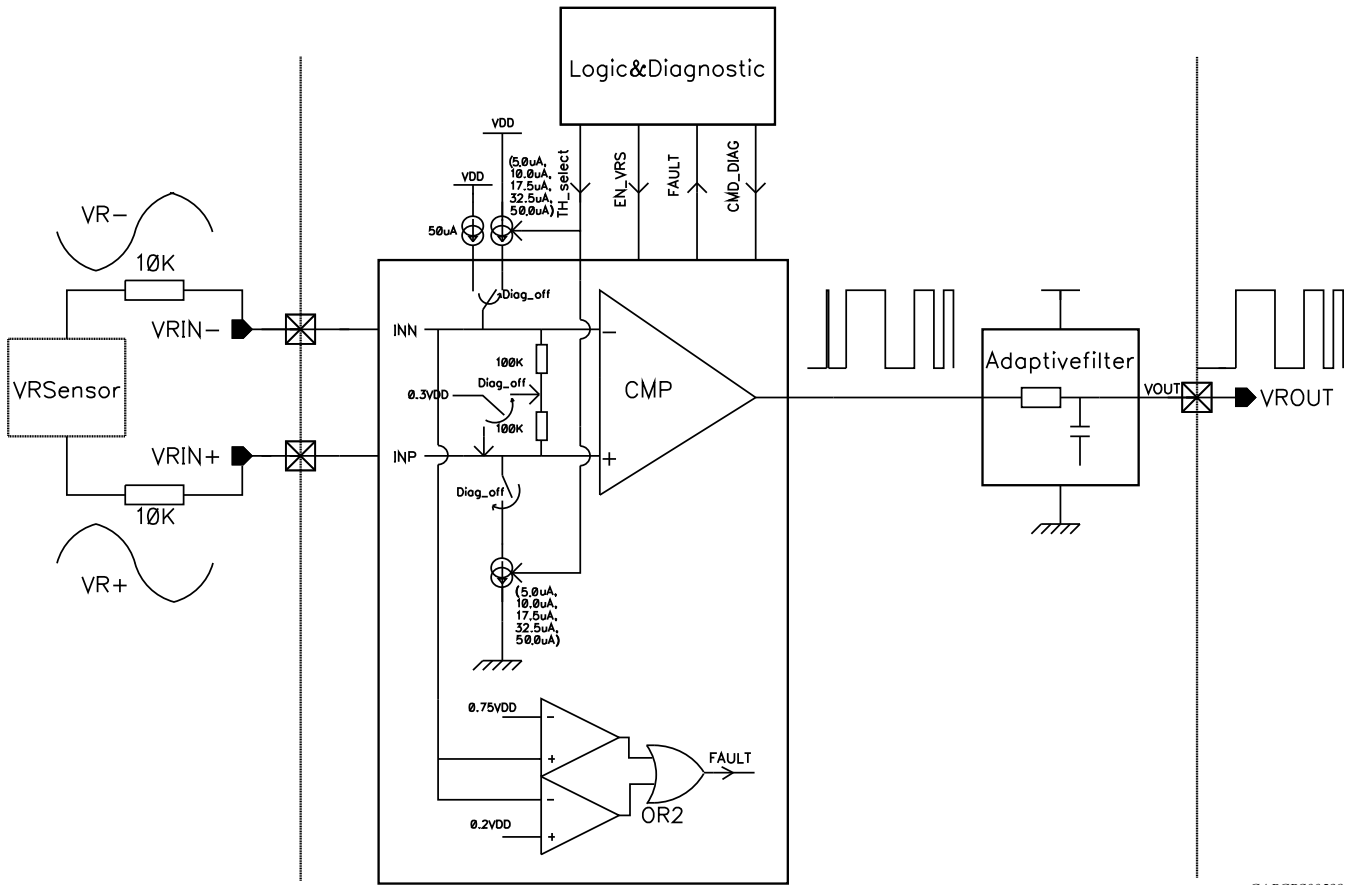 Logic&Diagnostic
VDD
VDD
(5.0uA,
10.0uA,
17.5uA,
32.5uA,
50.0uA)
TH_select
EN_VRS
FAULT
CMD_DIAG
50uA
VR-
10K
VRIN-
VRSensor
VRIN+
10K
VR+
Diag_off
INN
100K
Diag_off
0.3VDD
100K
INP
CMP
Diag_off
(5.0uA,
10.0uA,
17.5uA,
32.5uA,
50.0uA)
Adaptivefilter
VOUT
VROUT
0.75VDD
0.2VDD
FAULT
OR2